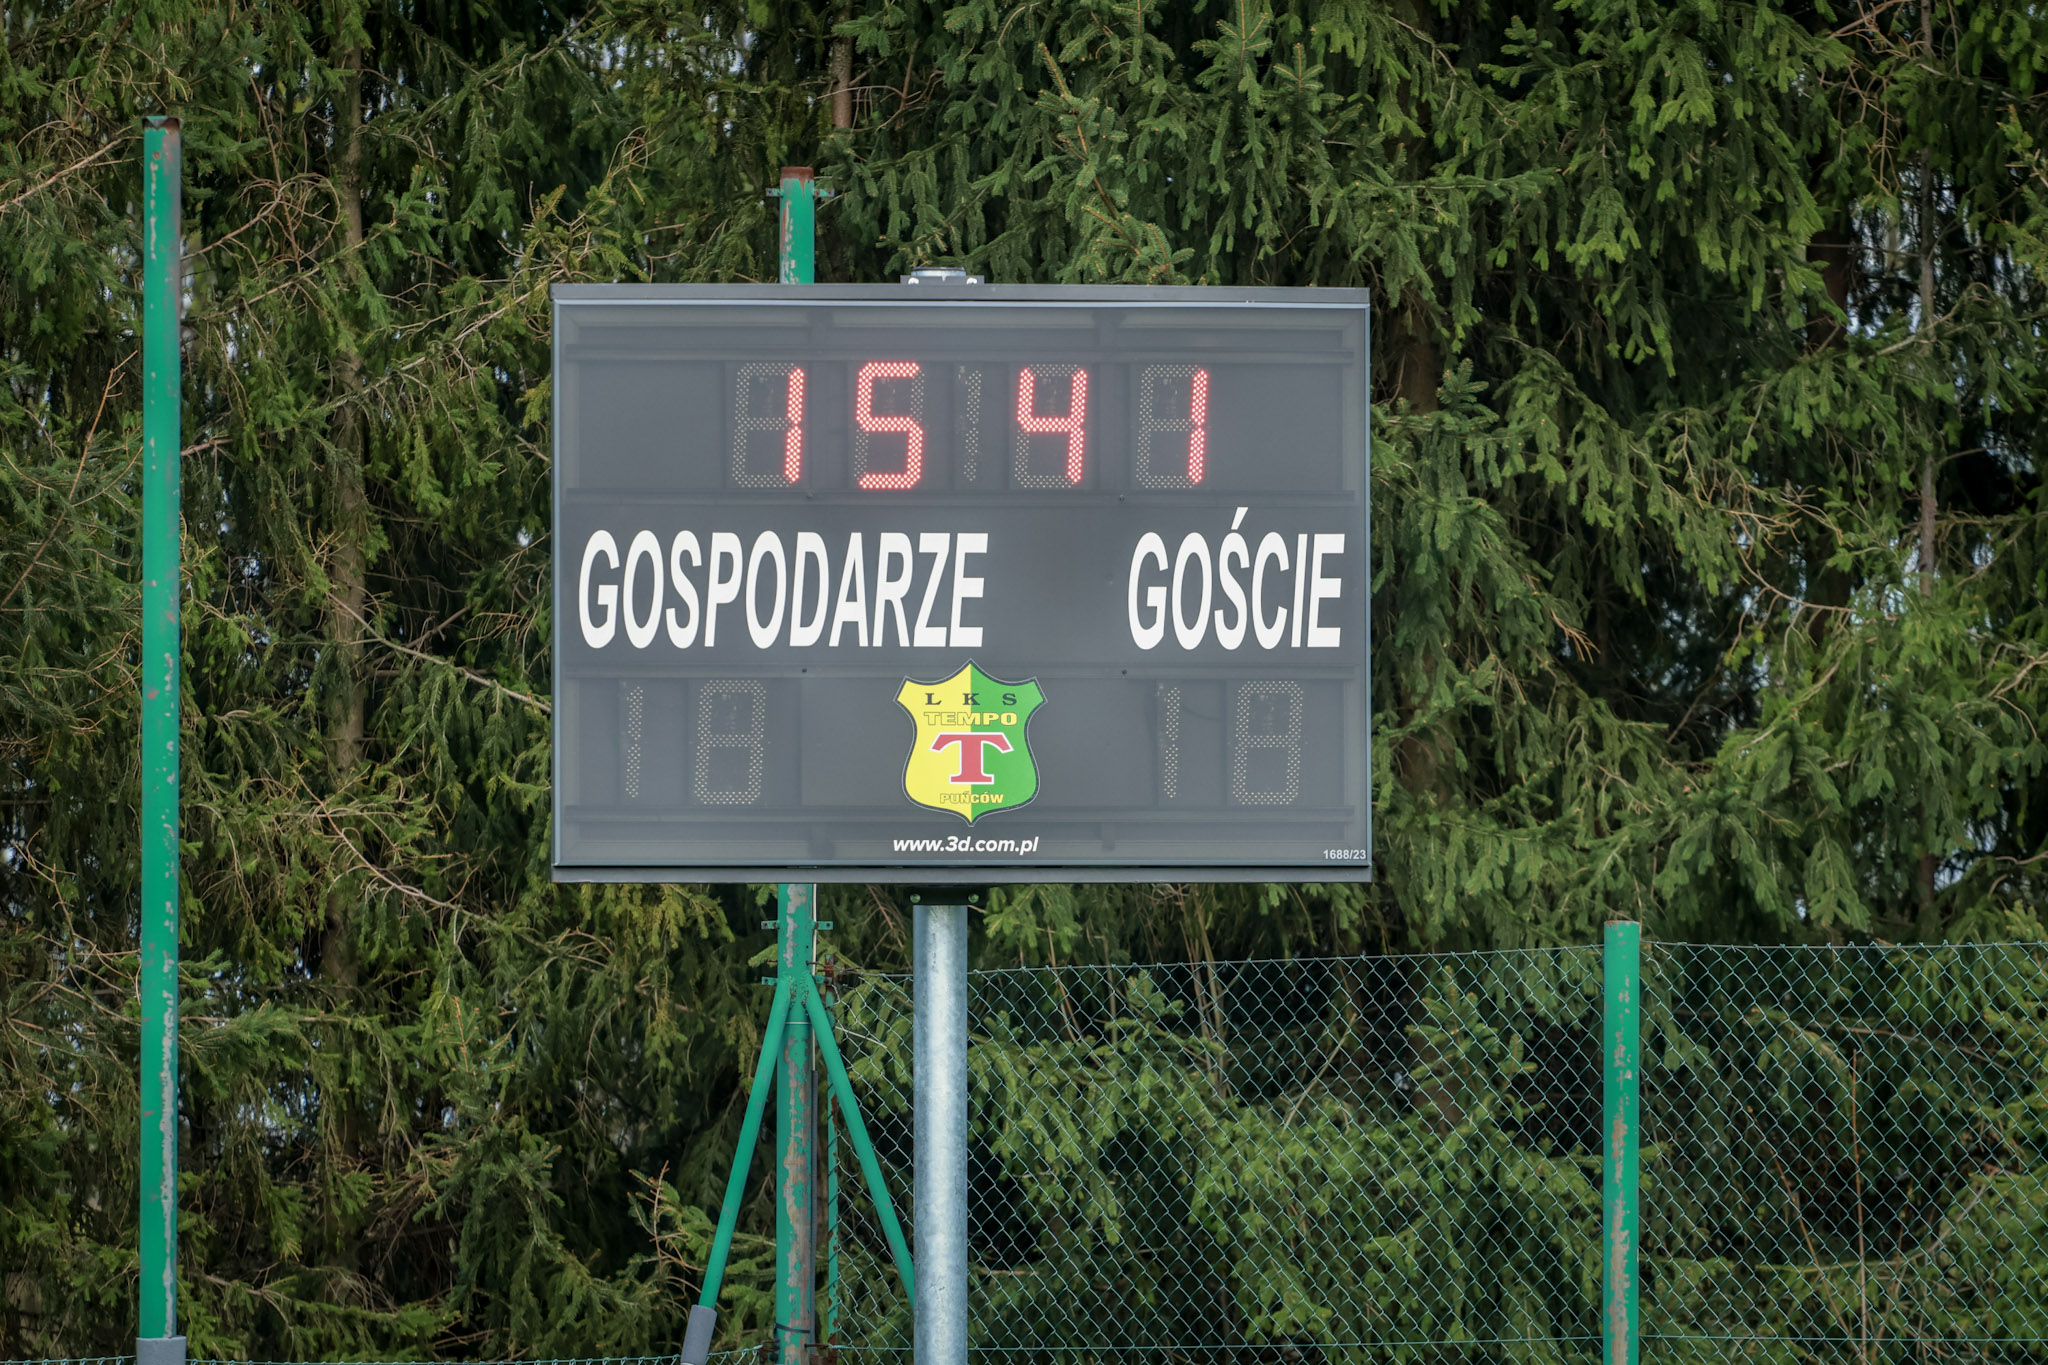 15 41
GOSPODARZE GOŚCIE
LKS
TEMPO
T
PUŃCÓW
www.3d.com.pl
1688/23